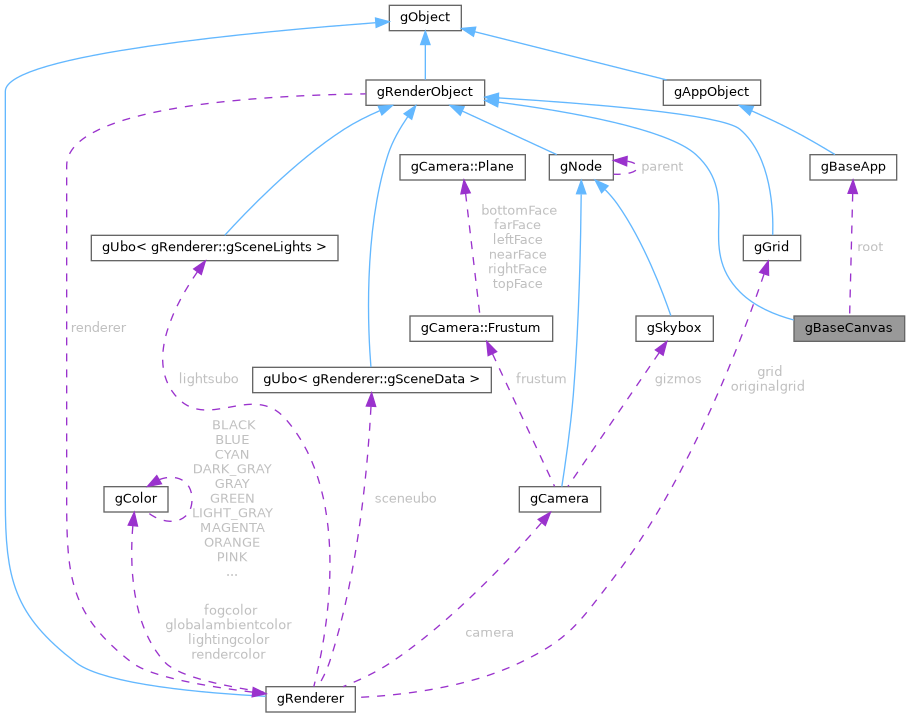 gObject
gRenderObject
gAppObject
gCamera::Plane
gNode
parent
gBaseApp
bottomFace
farFace
leftFace
nearFace
rightFace
topFace
gUbo< gRenderer::gSceneLights >
gGrid
root
renderer
gCamera::Frustum
gSkybox
gBaseCanvas
lightsubo
gUbo< gRenderer::gSceneData >
frustum
gizmos
grid
originalgrid
BLACK
BLUE
CYAN
DARK_GRAY
GRAY
GREEN
LIGHT_GRAY
MAGENTA
ORANGE
PINK
...
gColor
sceneubo
gCamera
fogcolor
globalambientcolor
lightingcolor
rendercolor
camera
gRenderer